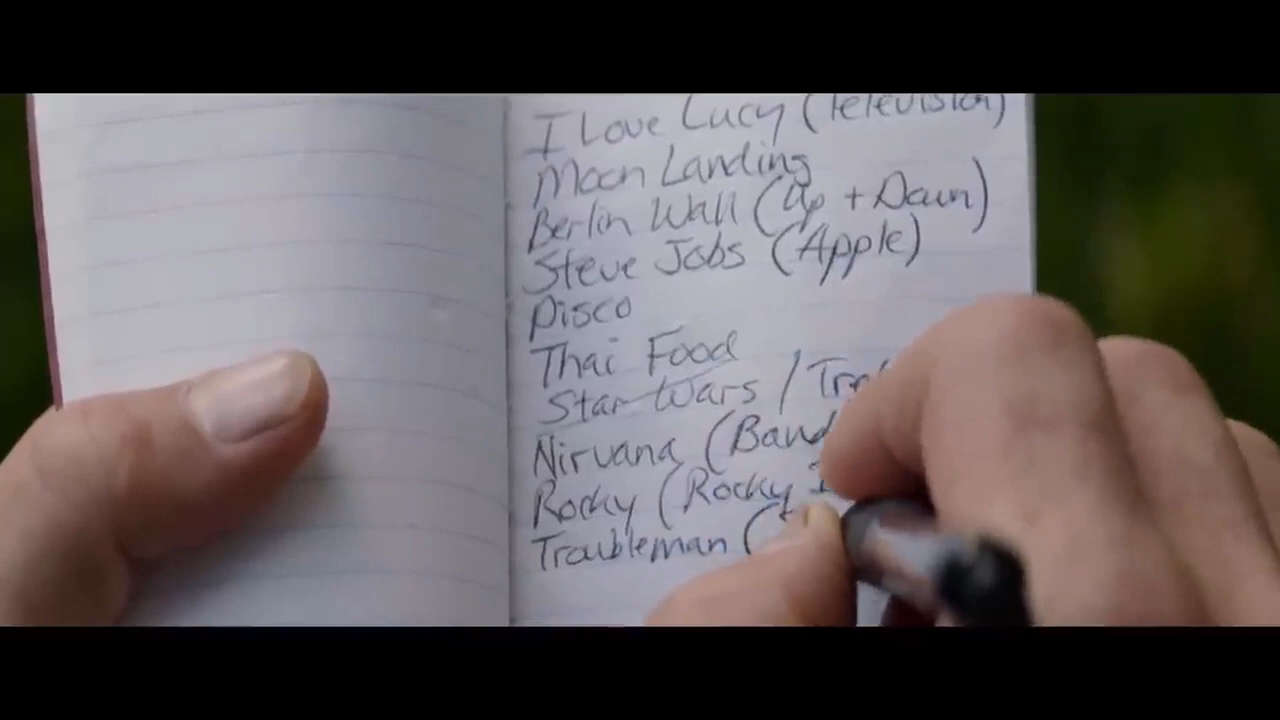 I Love Lucy (Television)
Moon Landing
Berlin Wall (Up + Down)
Steve Jobs (Apple)
Disco
Thai Food
Star Wars / Tre
Nirvana (Band
Rocky (Rocky I
Troubleman (